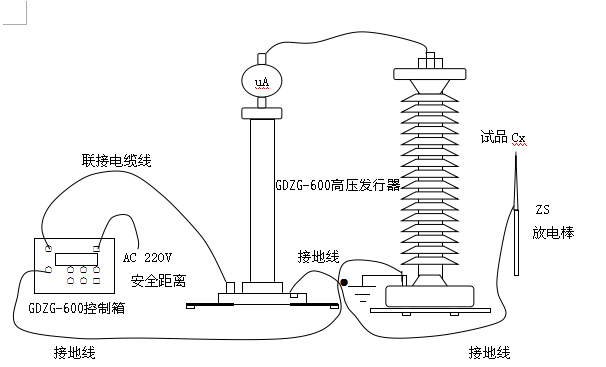 uA
试品Cx
联接电缆线
GDZG-600高压发行器
ZS
放电棒
AC 220V
接地线
安全距离
GDZG-600控制箱
接地线
接地线